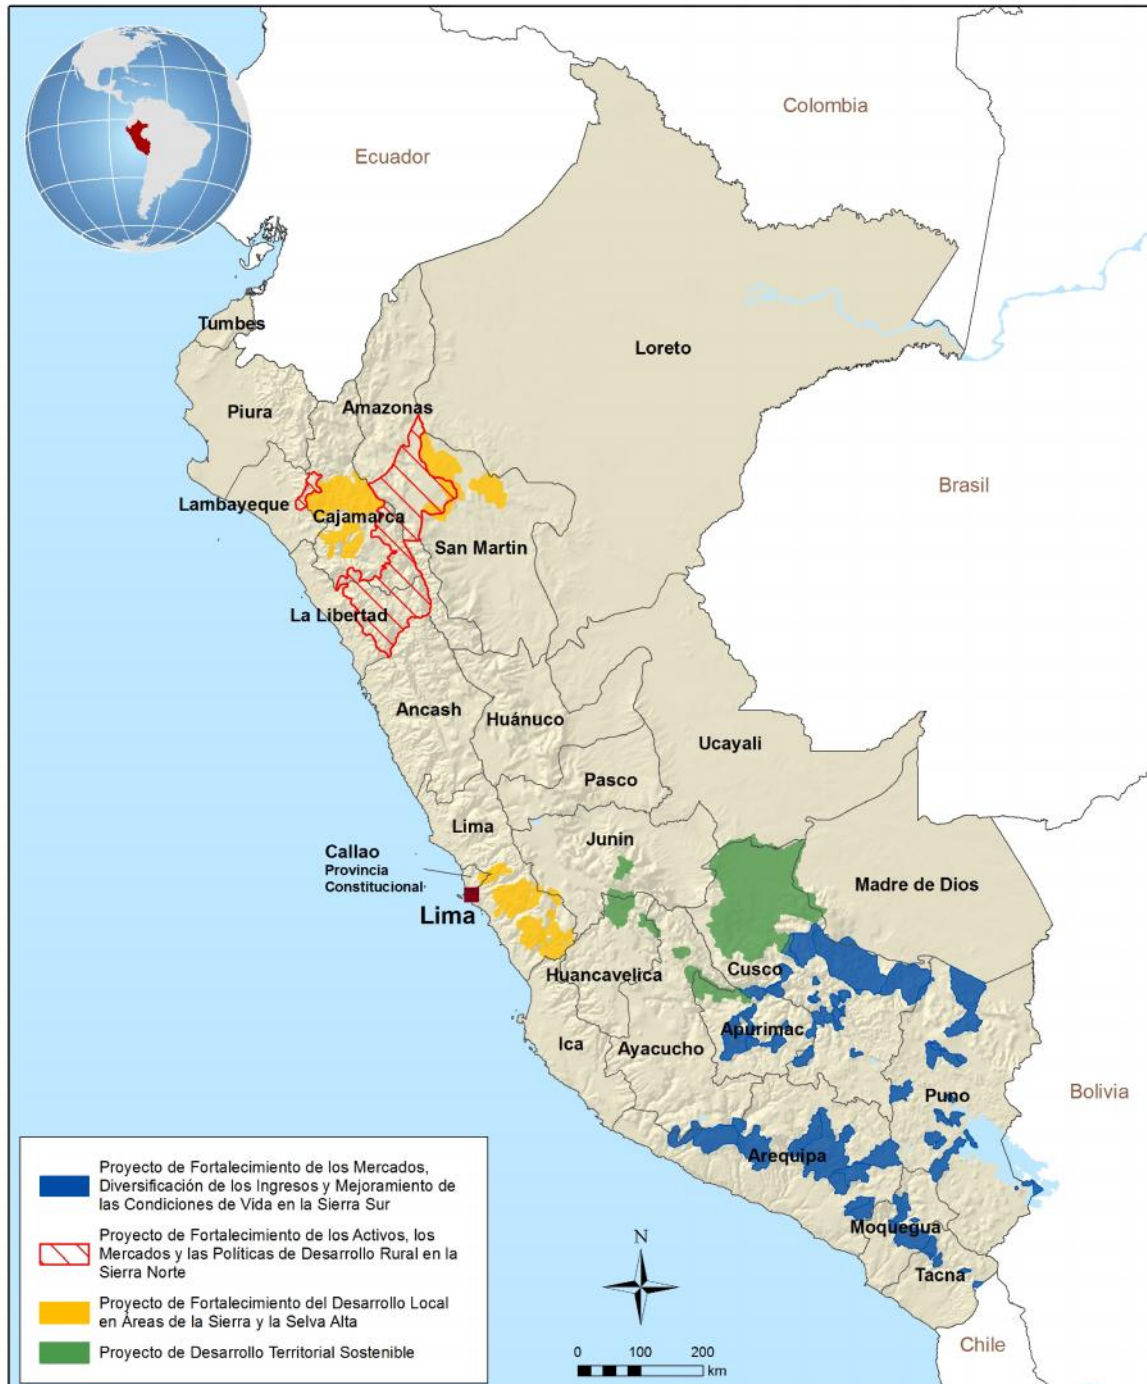 Colombia
Ecuador
Tumbes
Loreto
Piura
Amazonas
Brasil
Lambayeque
Cajamarca
San Martin
La Libertad
Ancash
Huánuco
Ucayali
Pasco
Lima
Junin
Callao
Provincia
Constitucional
Madre de Dios
Lima
Cusco
Huancavelica
Apurimac
Ica
Ayacucho
Puno
Bolivia
Arequipa
Moquegua
Tacna
Chile
Proyecto de Fortalecimiento de los Mercados,
Diversificación de los Ingresos y Mejoramiento de
las Condiciones de Vida en la Sierra Sur
Proyecto de Fortalecimiento de los Activos, los
Mercados y las Políticas de Desarrollo Rural en la
Sierra Norte
Proyecto de Fortalecimiento del Desarrollo Local
en Áreas de la Sierra y la Selva Alta
Proyecto de Desarrollo Territorial Sostenible
N
0 50 100 200
km